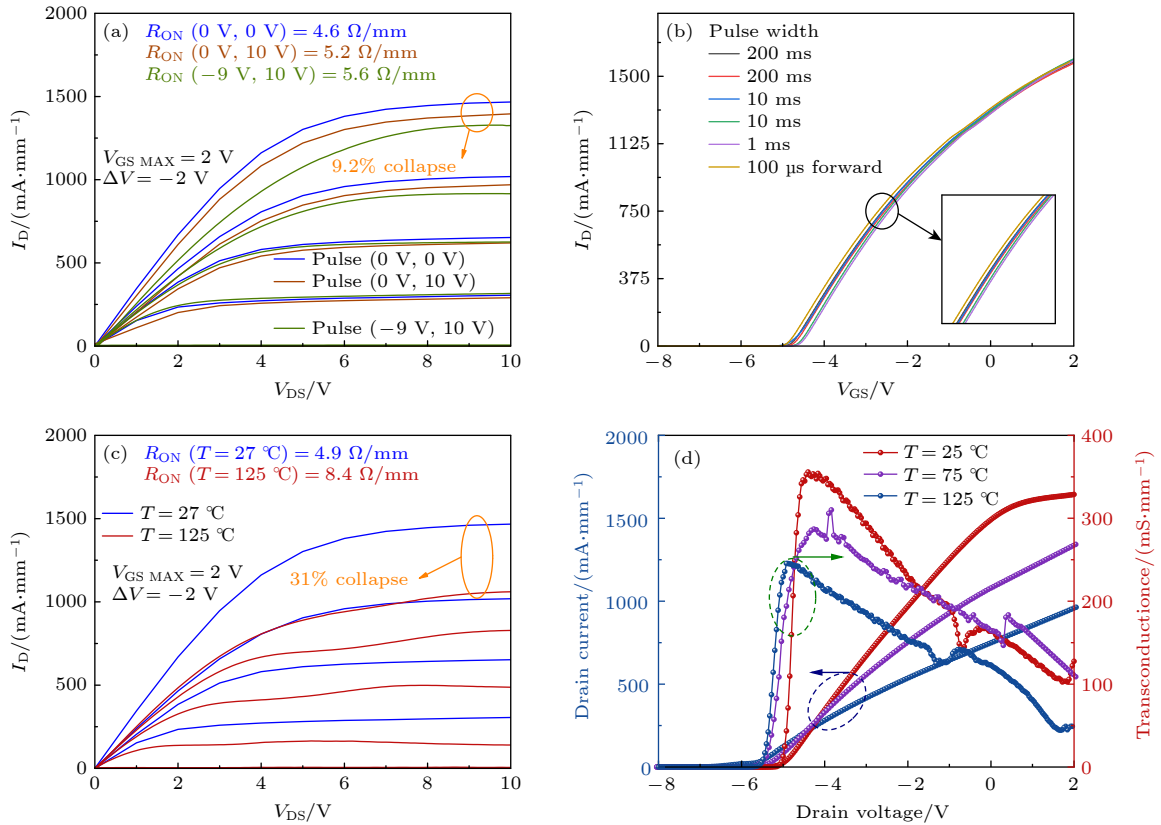 (a)
R_ON (0 V, 0 V) = 4.6 Ω/mm
R_ON (0 V, 10 V) = 5.2 Ω/mm
R_ON (−9 V, 10 V) = 5.6 Ω/mm
V_GS MAX = 2 V
ΔV = −2 V
9.2% collapse
Pulse (0 V, 0 V)
Pulse (0 V, 10 V)
Pulse (−9 V, 10 V)
2000
1500
1000
500
0
I_D/(mA·mm⁻¹)
0 2 4 6 8 10
V_DS/V
(b)
Pulse width
200 ms
200 ms
10 ms
10 ms
1 ms
100 µs forward
1500
1125
750
375
0
I_D/(mA·mm⁻¹)
−8 −6 −4 −2 0 2
V_GS/V
(c)
R_ON (T = 27 ℃) = 4.9 Ω/mm
R_ON (T = 125 ℃) = 8.4 Ω/mm
T = 27 ℃
T = 125 ℃
V_GS MAX = 2 V
ΔV = −2 V
31% collapse
2000
1500
1000
500
0
I_D/(mA·mm⁻¹)
0 2 4 6 8 10
V_DS/V
(d)
T = 25 ℃
T = 75 ℃
T = 125 ℃
2000
1500
1000
500
0
Drain current/(mA·mm⁻¹)
400
300
200
100
0
Transconductionce/(mS·mm⁻¹)
−8 −6 −4 −2 0 2
Drain voltage/V